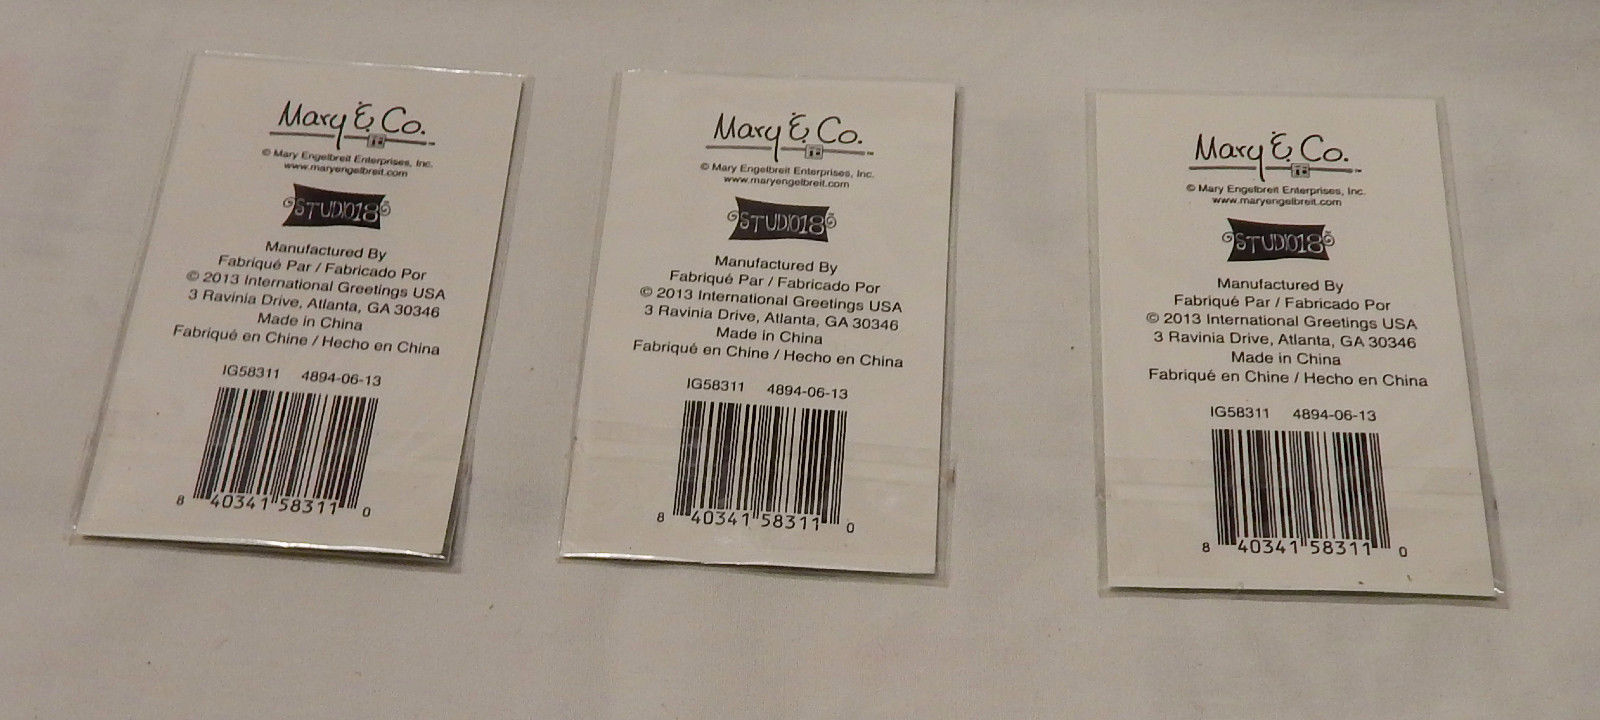 Mary & Co.
© Mary Engelbreit Enterprises, Inc.
www.maryengelbreit.com
STUDIO18
Manufactured By
Fabriqué Par / Fabricado Por
© 2013 International Greetings USA
3 Ravinia Drive, Atlanta, GA 30346
Made in China
Fabriqué en Chine / Hecho en China
IG58311 4894-06-13
8 40341 58311 0
Mary & Co.
© Mary Engelbreit Enterprises, Inc.
www.maryengelbreit.com
STUDIO18
Manufactured By
Fabriqué Par / Fabricado Por
© 2013 International Greetings USA
3 Ravinia Drive, Atlanta, GA 30346
Made in China
Fabriqué en Chine / Hecho en China
IG58311 4894-06-13
8 40341 58311 0
Mary & Co.
© Mary Engelbreit Enterprises, Inc.
www.maryengelbreit.com
STUDIO18
Manufactured By
Fabriqué Par / Fabricado Por
© 2013 International Greetings USA
3 Ravinia Drive, Atlanta, GA 30346
Made in China
Fabriqué en Chine / Hecho en China
IG58311 4894-06-13
8 40341 58311 0